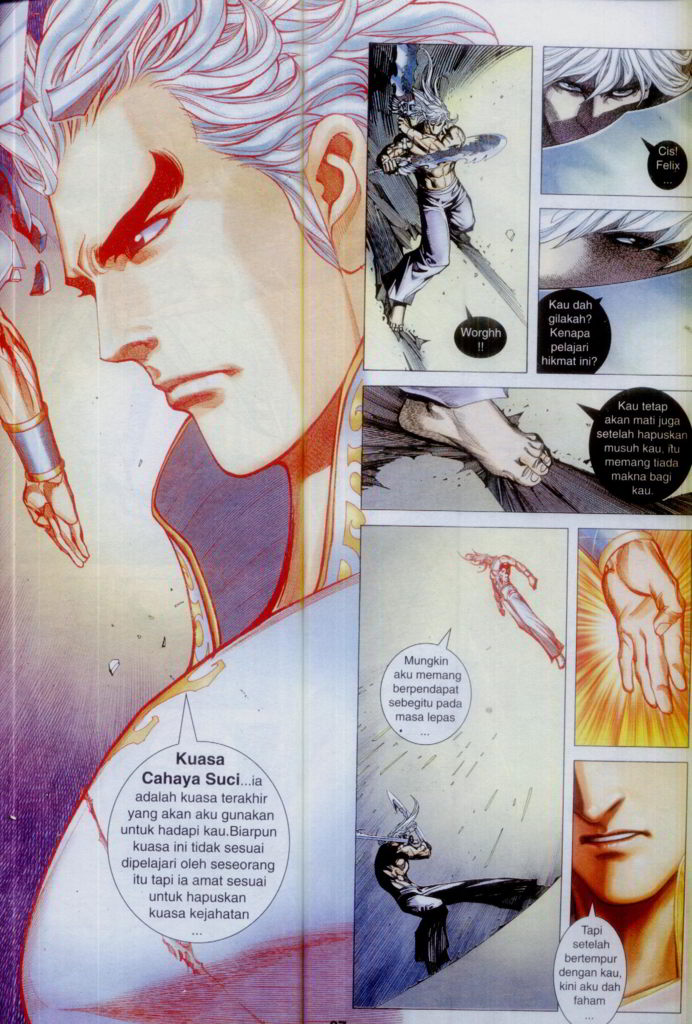 Kuasa
Cahaya Suci...ia
adalah kuasa terakhir
yang akan aku gunakan
untuk hadapi kau.Biarpun
kuasa ini tidak sesuai
dipelajari oleh seseorang
itu tapi ia amat sesuai
untuk hapuskan
kuasa kejahatan
...
Worghh
!!
Cis!
Felix
...
Kau dah
gilakah?
Kenapa
pelajari
hikmat ini?
Kau tetap
akan mati juga
setelah hapuskan
musuh kau, itu
memang tiada
makna bagi
kau.
Mungkin
aku memang
berpendapat
sebegitu pada
masa lepas
...
Tapi
setelah
bertempur
dengan kau,
kini aku dah
faham
...